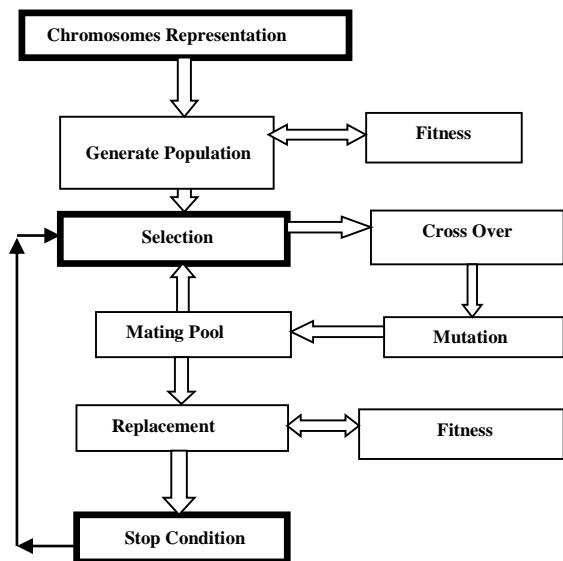 Chromosomes Representation
Generate Population
Fitness
Selection
Cross Over
Mating Pool
Mutation
Replacement
Fitness
Stop Condition